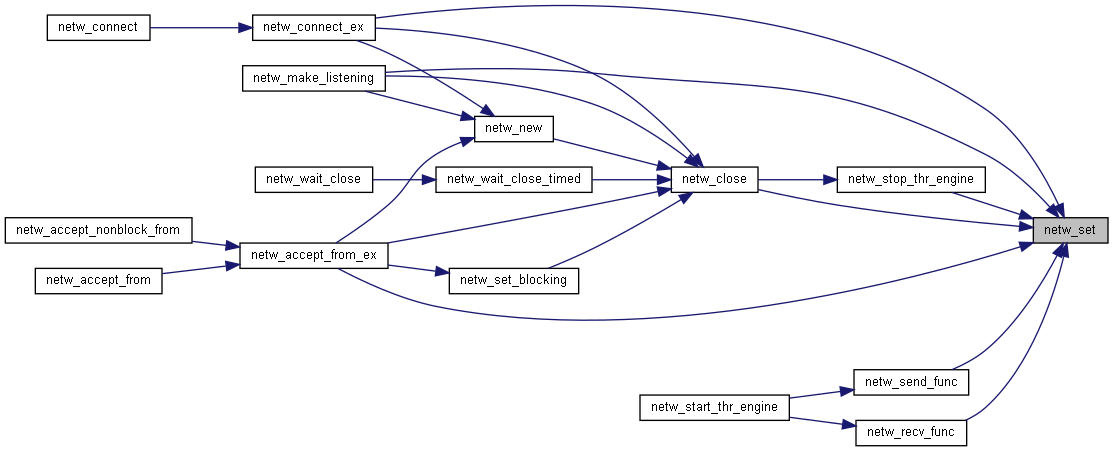 netw_connect
netw_connect_ex
netw_make_listening
netw_new
netw_wait_close
netw_wait_close_timed
netw_close
netw_stop_thr_engine
netw_set
netw_accept_nonblock_from
netw_accept_from_ex
netw_accept_from
netw_set_blocking
netw_send_func
netw_start_thr_engine
netw_recv_func